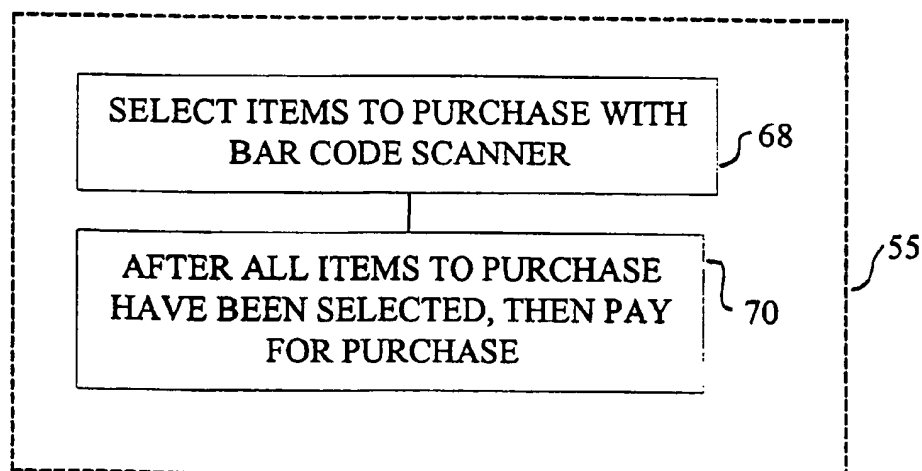 SELECT ITEMS TO PURCHASE WITH
BAR CODE SCANNER
68
AFTER ALL ITEMS TO PURCHASE
HAVE BEEN SELECTED, THEN PAY
FOR PURCHASE
70
55